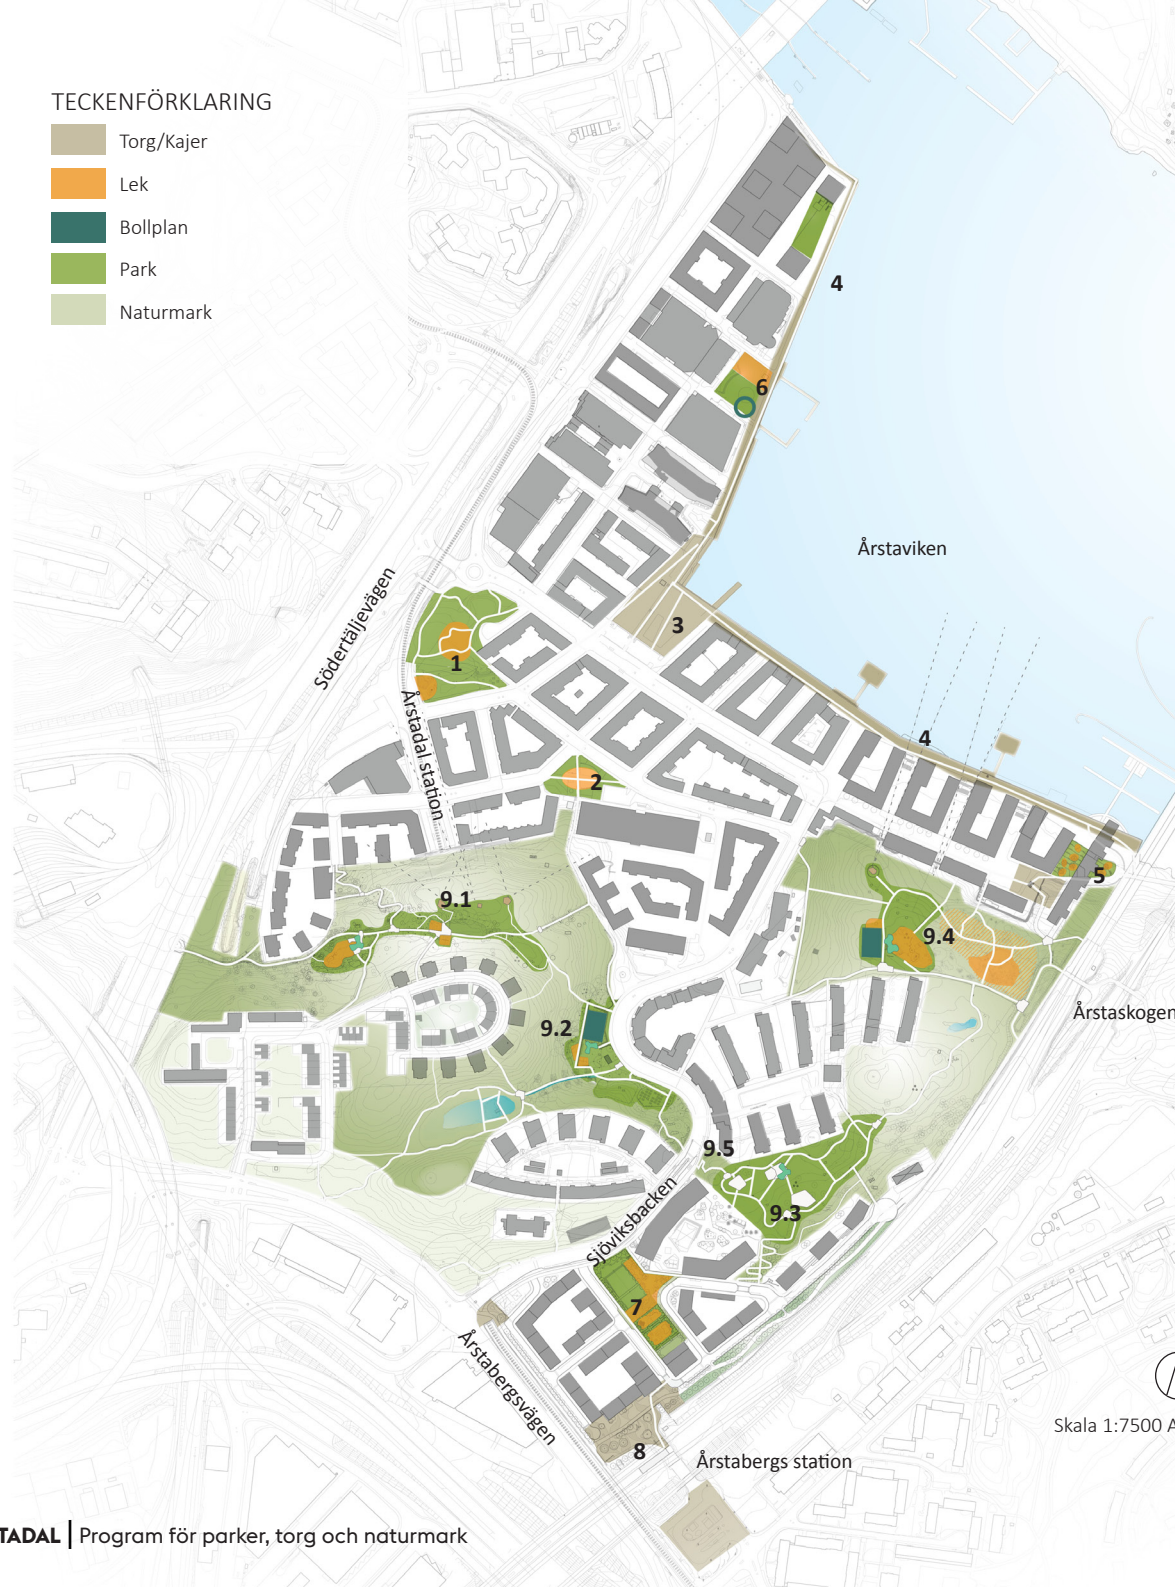 TECKENFÖRKLARING
Torg/Kajer
Lek
Bollplan
Park
Naturmark
4
6
Årstaviken
Södertäljevägen
3
1
Årstadal station
4
2
5
9.1
9.4
Årstaskogen
9.2
9.5
9.3
Sjöviksbacken
7
Årstabergsvägen
Skala 1:7500 A
8
Årstabergs station
TADAL | Program för parker, torg och naturmark